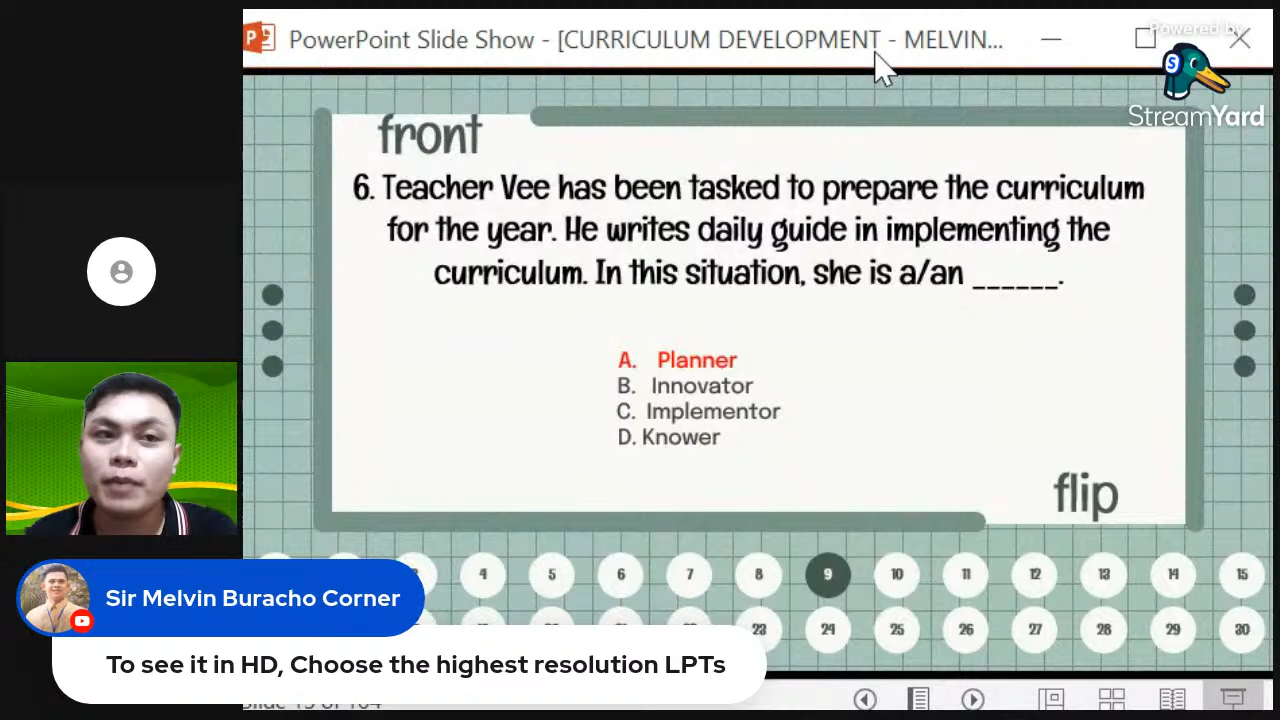 PowerPoint Slide Show - [CURRICULUM DEVELOPMENT - MELVIN...
Powered by
StreamYard
front
6. Teacher Vee has been tasked to prepare the curriculum
for the year. He writes daily guide in implementing the
curriculum. In this situation, she is a/an ______.
A. Planner
B. Innovator
C. Implementor
D. Knower
flip
4 5 6 7 8 9 10 11 12 13 14 15
23 24 25 26 27 28 29 30
Sir Melvin Buracho Corner
To see it in HD, Choose the highest resolution LPTs